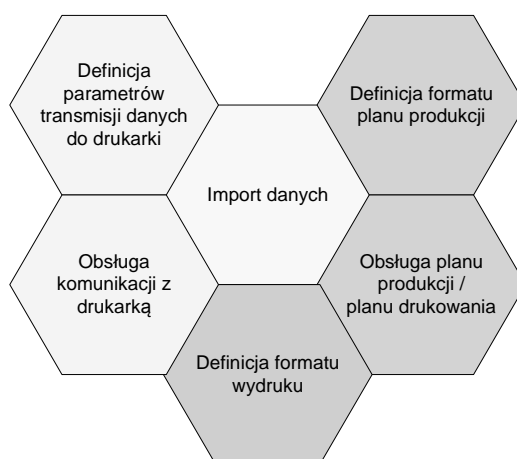 Definicja
parametrów
transmisji danych
do drukarki
Definicja formatu
planu produkcji
Import danych
Obsługa
komunikacji z
drukarką
Obsługa planu
produkcji /
planu drukowania
Definicja formatu
wydruku